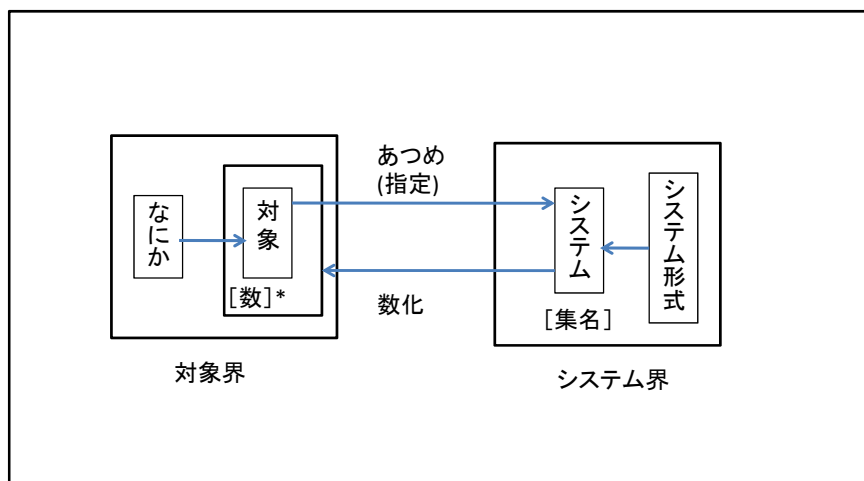 あつめ
(指定)
なにか
対象
システム
システム形式
[数]*
数化
[集名]
対象界
システム界